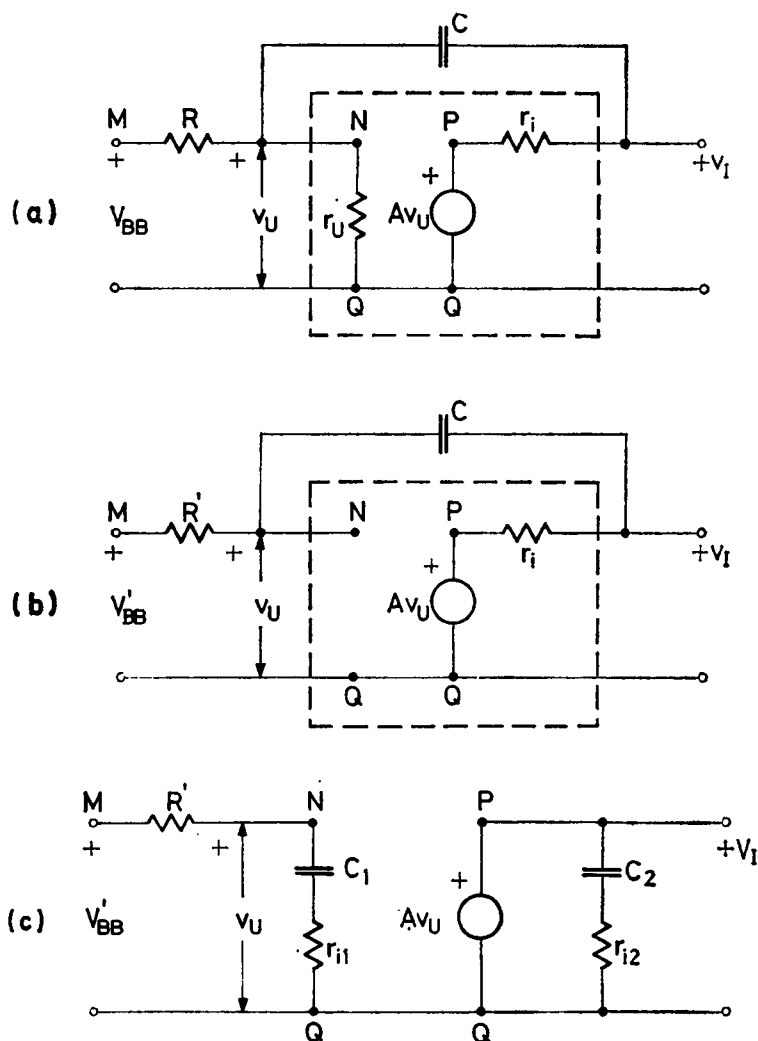 C
M R N P r_i
+ + + +v_I
(a) V_BB v_U r_U Av_U
Q Q
C
M R' N P r_i
+ + + +v_I
(b) V'_BB v_U Av_U
Q Q
M R' N P
+ + + +V_I
C_1 C_2
(c) V'_BB v_U r_i1 Av_U r_i2
Q Q